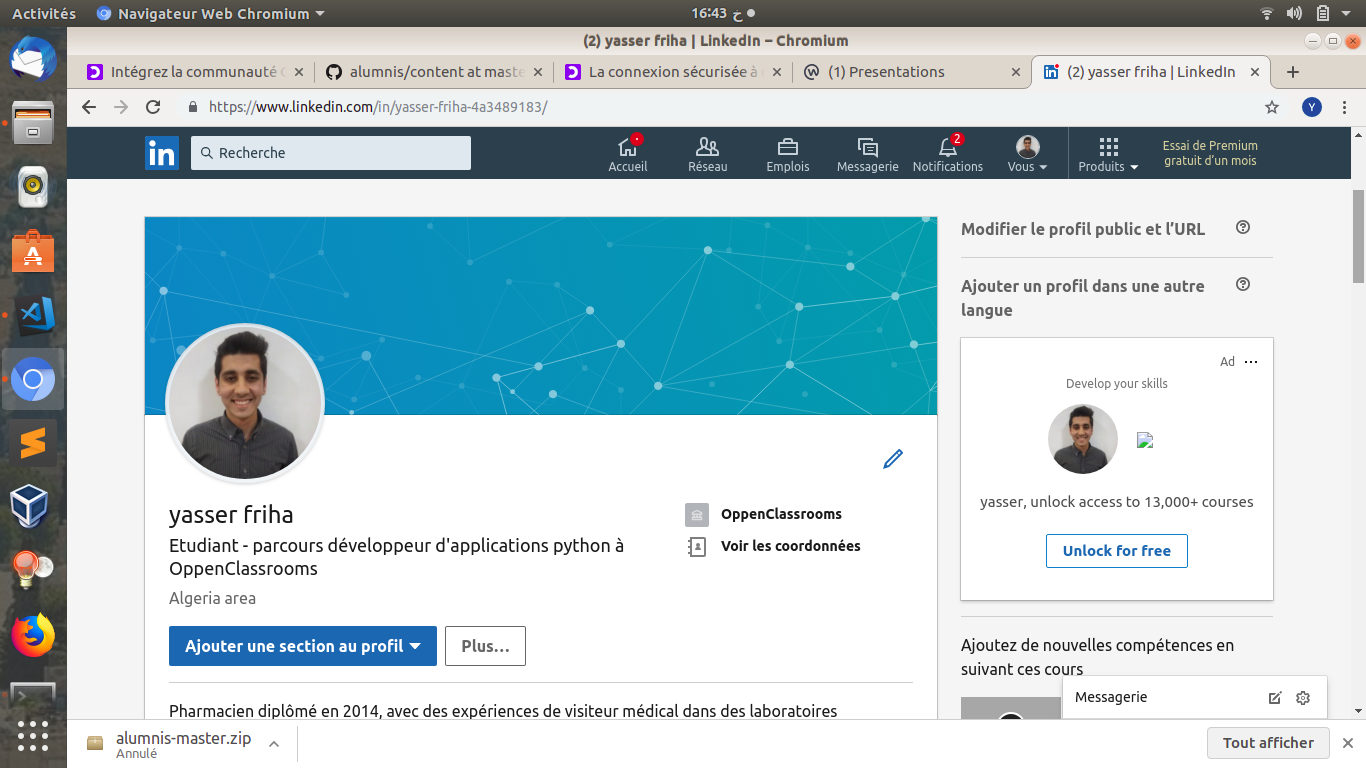 Activités
Navigateur Web Chromium
16:43 خ
(2) yasser friha | LinkedIn – Chromium
Intégrez la communauté
alumnis/content at maste
La connexion sécurisée à
(1) Presentations
(2) yasser friha | LinkedIn
https://www.linkedin.com/in/yasser-friha-4a3489183/
Y
in
Recherche
Accueil
Réseau
Emplois
Messagerie
2
Notifications
Vous
Produits
Essai de Premium
gratuit d’un mois
Modifier le profil public et l’URL
Ajouter un profil dans une autre
langue
Ad
Develop your skills
yasser, unlock access to 13,000+ courses
Unlock for free
yasser friha
Etudiant - parcours développeur d'applications python à
OppenClassrooms
Algeria area
OppenClassrooms
Voir les coordonnées
Ajouter une section au profil
Plus…
Pharmacien diplômé en 2014, avec des expériences de visiteur médical dans des laboratoires
Ajoutez de nouvelles compétences en
suivant ces cours
Messagerie
alumnis-master.zip
Annulé
Tout afficher